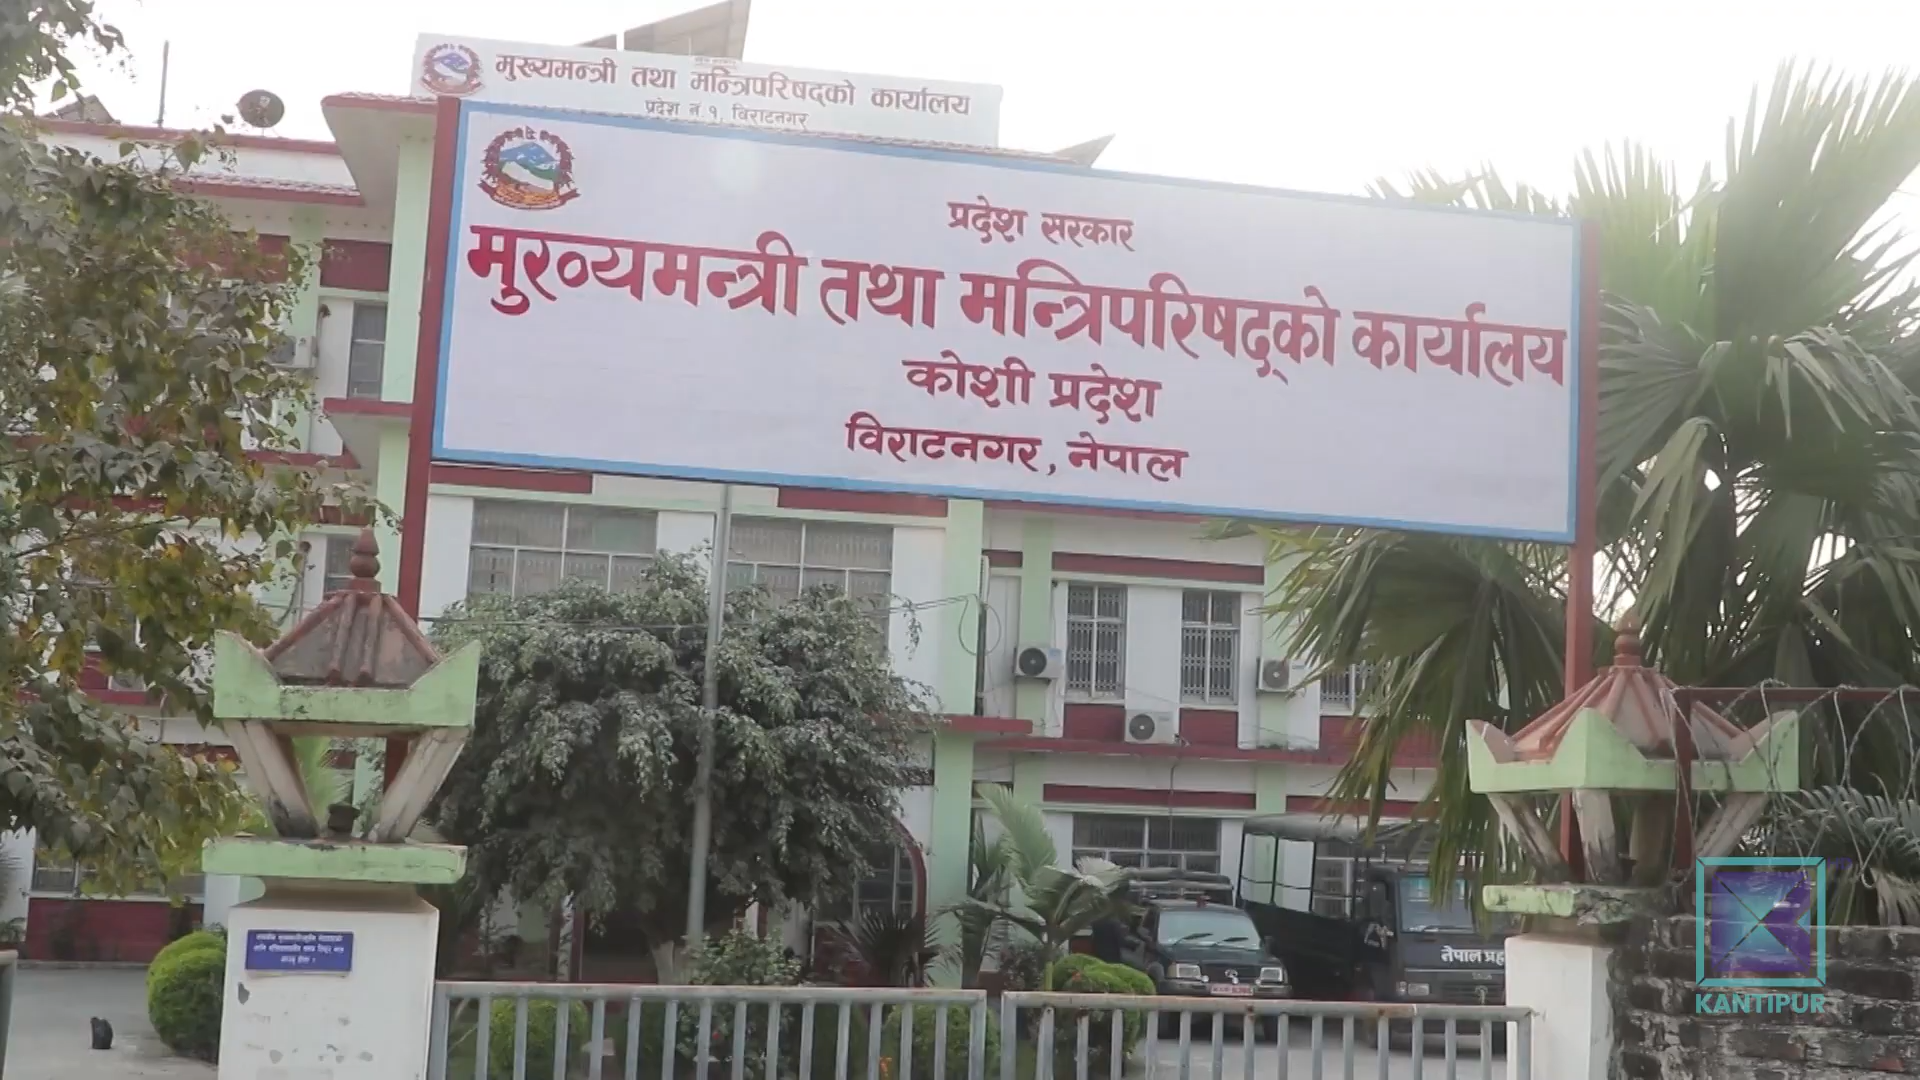 मुख्यमन्त्री तथा मन्त्रिपरिषद्को कार्यालय
प्रदेश नं. १, विराटनगर
प्रदेश सरकार
मुख्यमन्त्री तथा मन्त्रिपरिषद्को कार्यालय
कोशी प्रदेश
विराटनगर, नेपाल
नेपाल प्रह
KANTIPUR